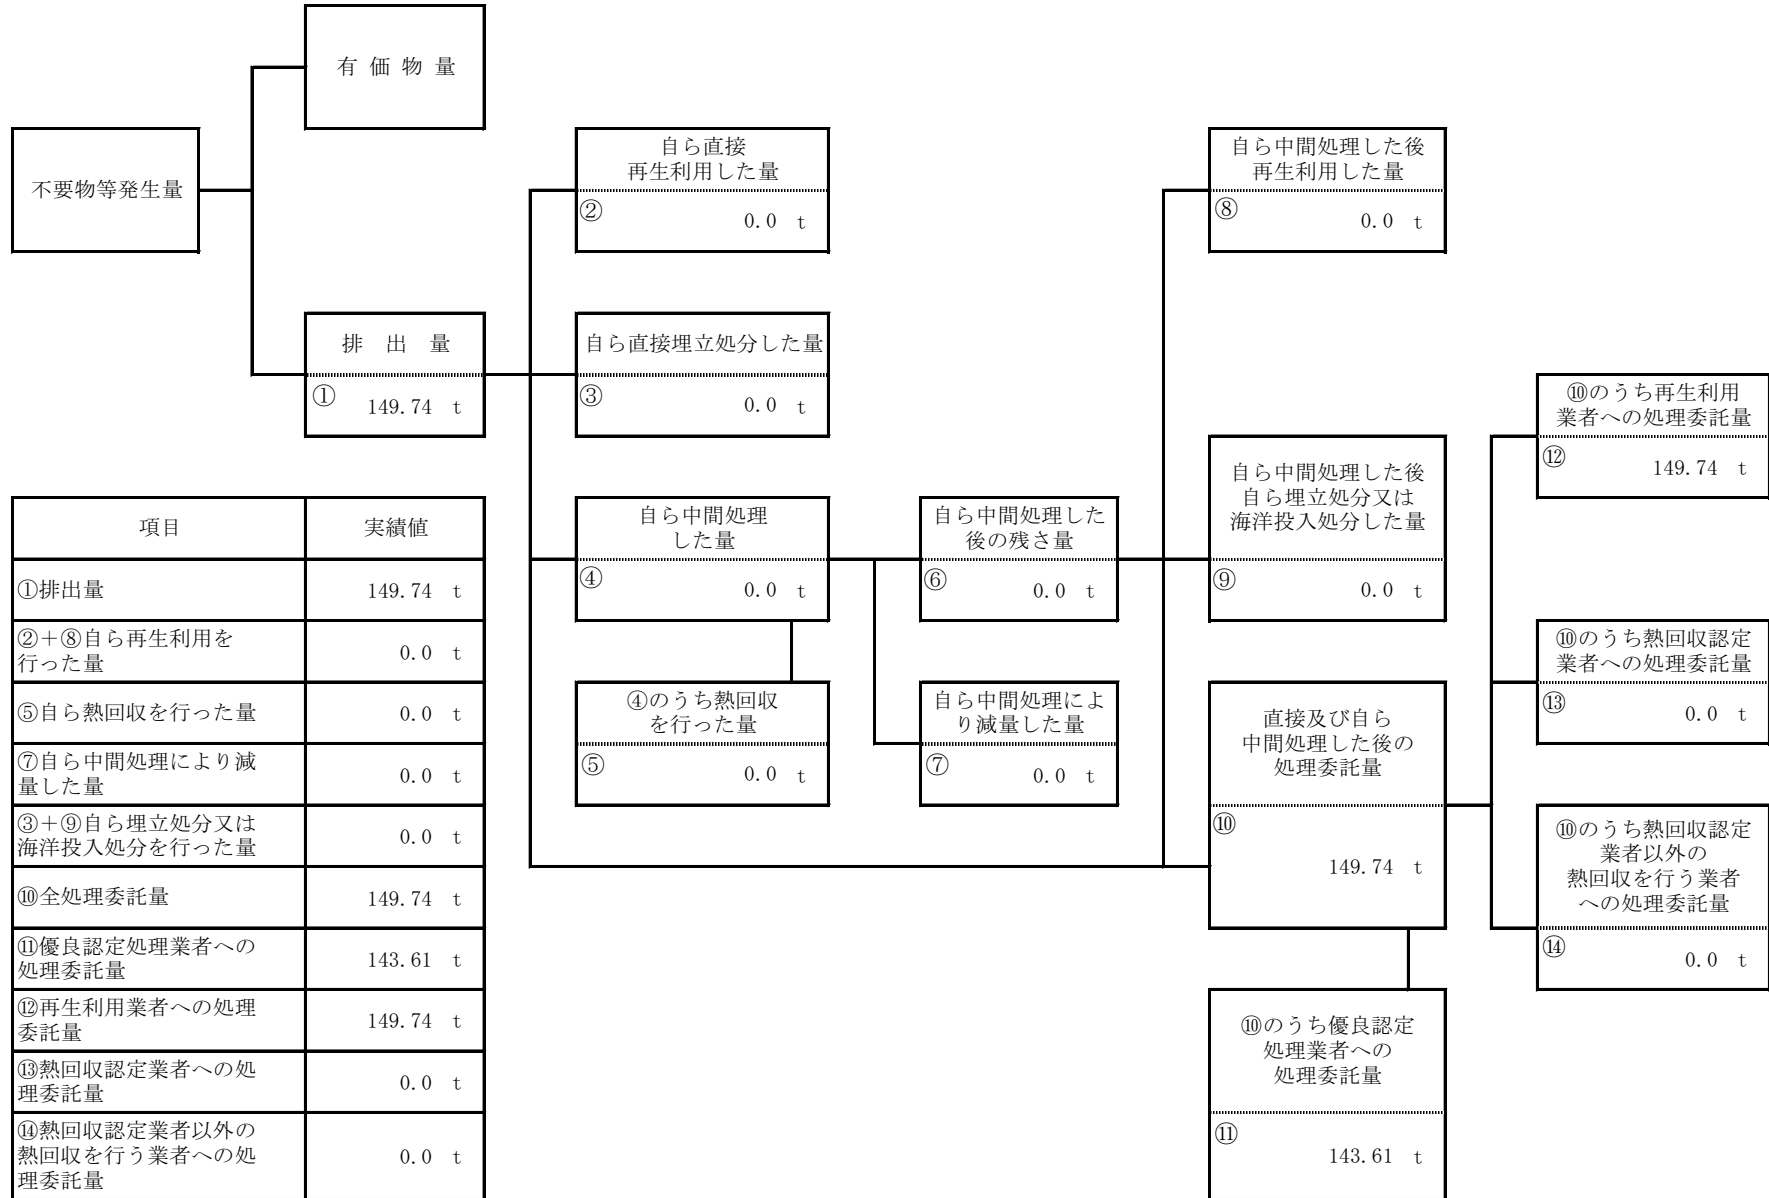 有 価 物 量
不要物等発生量
自ら直接
再生利用した量
② 0.0 t
自ら中間処理した後
再生利用した量
⑧ 0.0 t
排 出 量
① 149.74 t
自ら直接埋立処分した量
③ 0.0 t
⑩のうち再生利用
業者への処理委託量
⑫ 149.74 t
自ら中間処理
した量
④ 0.0 t
自ら中間処理した
後の残さ量
⑥ 0.0 t
自ら中間処理した後
自ら埋立処分又は
海洋投入処分した量
⑨ 0.0 t
⑩のうち熱回収認定
業者への処理委託量
⑬ 0.0 t
④のうち熱回収
を行った量
⑤ 0.0 t
自ら中間処理によ
り減量した量
⑦ 0.0 t
直接及び自ら
中間処理した後の
処理委託量
⑩
149.74 t
⑩のうち熱回収認定
業者以外の
熱回収を行う業者
への処理委託量
⑭ 0.0 t
⑩のうち優良認定
処理業者への
処理委託量
⑪
143.61 t
項目 実績値
①排出量 149.74 t
②+⑧自ら再生利用を
行った量 0.0 t
⑤自ら熱回収を行った量 0.0 t
⑦自ら中間処理により減
量した量 0.0 t
③+⑨自ら埋立処分又は
海洋投入処分を行った量 0.0 t
⑩全処理委託量 149.74 t
⑪優良認定処理業者への
処理委託量 143.61 t
⑫再生利用業者への処理
委託量 149.74 t
⑬熱回収認定業者への処
理委託量 0.0 t
⑭熱回収認定業者以外の
熱回収を行う業者への処
理委託量 0.0 t